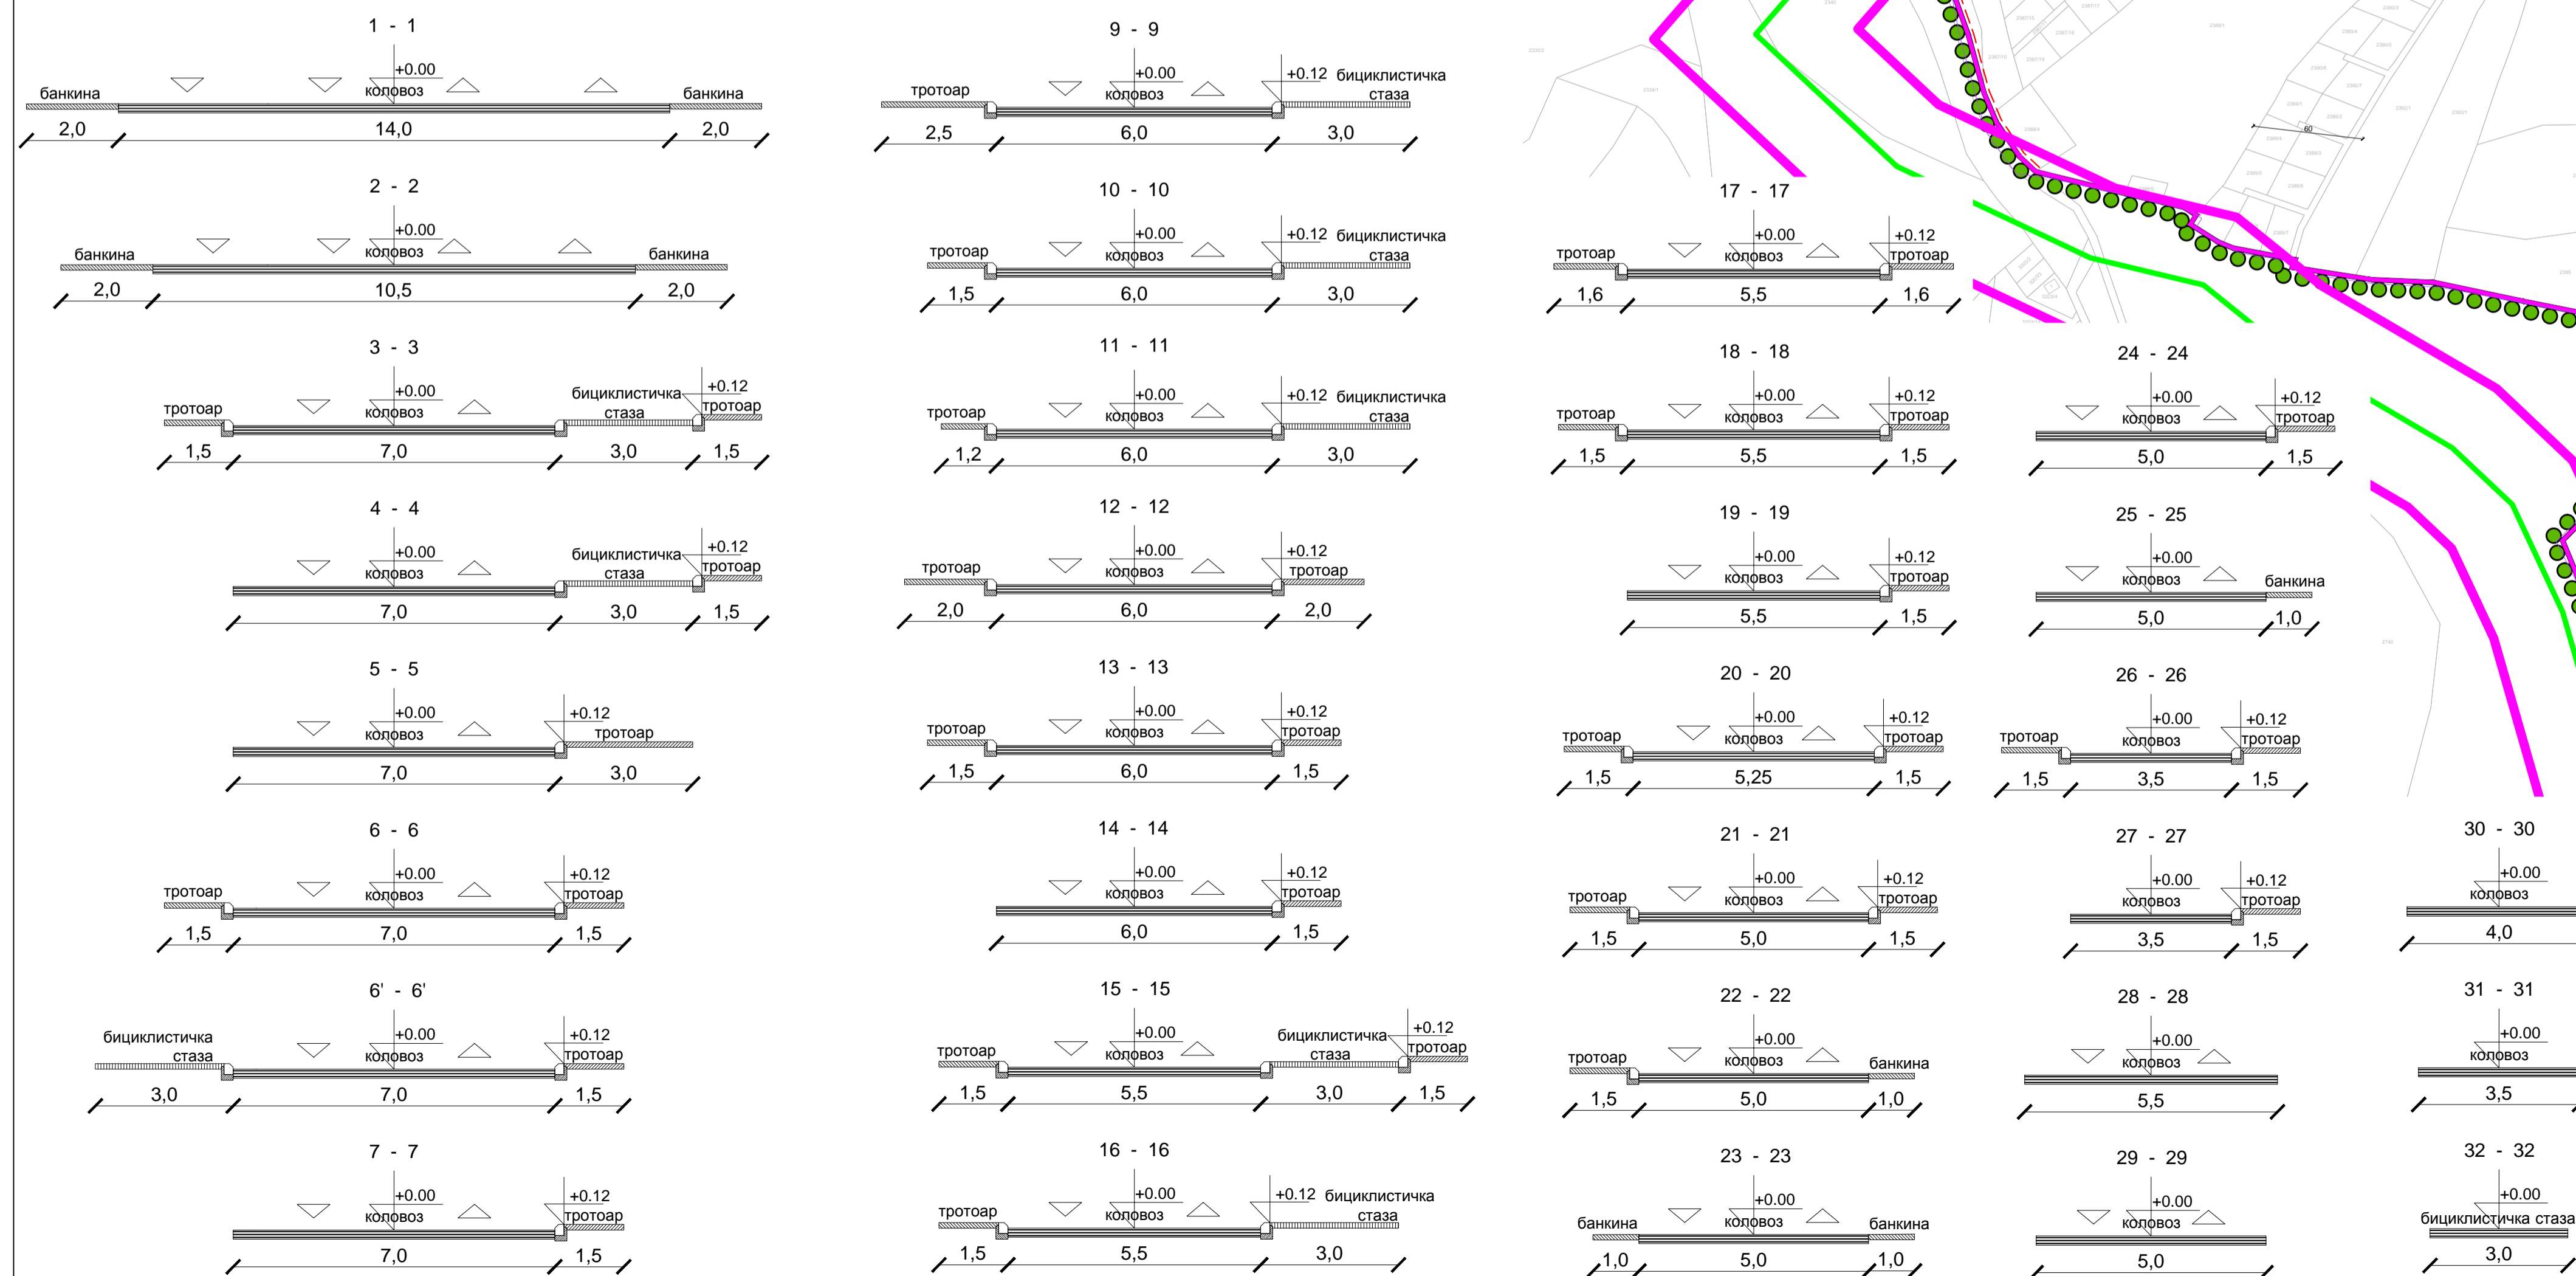 1 - 1
+0.00
банкина
коловоз
банкина
2,0
14,0
2,0
2 - 2
+0.00
банкина
коловоз
банкина
2,0
10,5
2,0
3 - 3
+0.00
+0.12
тротоар
коловоз
бициклистичка
стаза
тротоар
1,5
7,0
3,0
1,5
4 - 4
+0.00
+0.12
коловоз
бициклистичка
стаза
тротоар
7,0
3,0
1,5
5 - 5
+0.00
+0.12
коловоз
тротоар
7,0
3,0
6 - 6
+0.00
+0.12
тротоар
коловоз
тротоар
1,5
7,0
1,5
6' - 6'
+0.00
+0.12
бициклистичка
стаза
коловоз
тротоар
3,0
7,0
1,5
7 - 7
+0.00
+0.12
коловоз
тротоар
7,0
1,5
9 - 9
+0.00
+0.12
тротоар
коловоз
бициклистичка
стаза
2,5
6,0
3,0
10 - 10
+0.00
+0.12
тротоар
коловоз
бициклистичка
стаза
1,5
6,0
3,0
11 - 11
+0.00
+0.12
тротоар
коловоз
бициклистичка
стаза
1,2
6,0
3,0
12 - 12
+0.00
+0.12
тротоар
коловоз
тротоар
2,0
6,0
2,0
13 - 13
+0.00
+0.12
тротоар
коловоз
тротоар
1,5
6,0
1,5
14 - 14
+0.00
+0.12
коловоз
тротоар
6,0
1,5
15 - 15
+0.00
+0.12
тротоар
коловоз
бициклистичка
стаза
тротоар
1,5
5,5
3,0
1,5
16 - 16
+0.00
+0.12
тротоар
коловоз
бициклистичка
стаза
1,5
5,5
3,0
17 - 17
+0.00
+0.12
тротоар
коловоз
тротоар
1,6
5,5
1,6
18 - 18
+0.00
+0.12
тротоар
коловоз
тротоар
1,5
5,5
1,5
19 - 19
+0.00
+0.12
коловоз
тротоар
5,5
1,5
20 - 20
+0.00
+0.12
тротоар
коловоз
тротоар
1,5
5,25
1,5
21 - 21
+0.00
+0.12
тротоар
коловоз
тротоар
1,5
5,0
1,5
22 - 22
+0.00
тротоар
коловоз
банкина
1,5
5,0
1,0
23 - 23
+0.00
банкина
коловоз
банкина
1,0
5,0
1,0
24 - 24
+0.00
+0.12
коловоз
тротоар
5,0
1,5
25 - 25
+0.00
коловоз
банкина
5,0
1,0
26 - 26
+0.00
+0.12
тротоар
коловоз
тротоар
1,5
3,5
1,5
27 - 27
+0.00
+0.12
коловоз
тротоар
3,5
1,5
28 - 28
+0.00
коловоз
5,5
29 - 29
+0.00
коловоз
5,0
30 - 30
+0.00
коловоз
4,0
31 - 31
+0.00
коловоз
3,5
32 - 32
+0.00
бициклистичка стаза
3,0
60